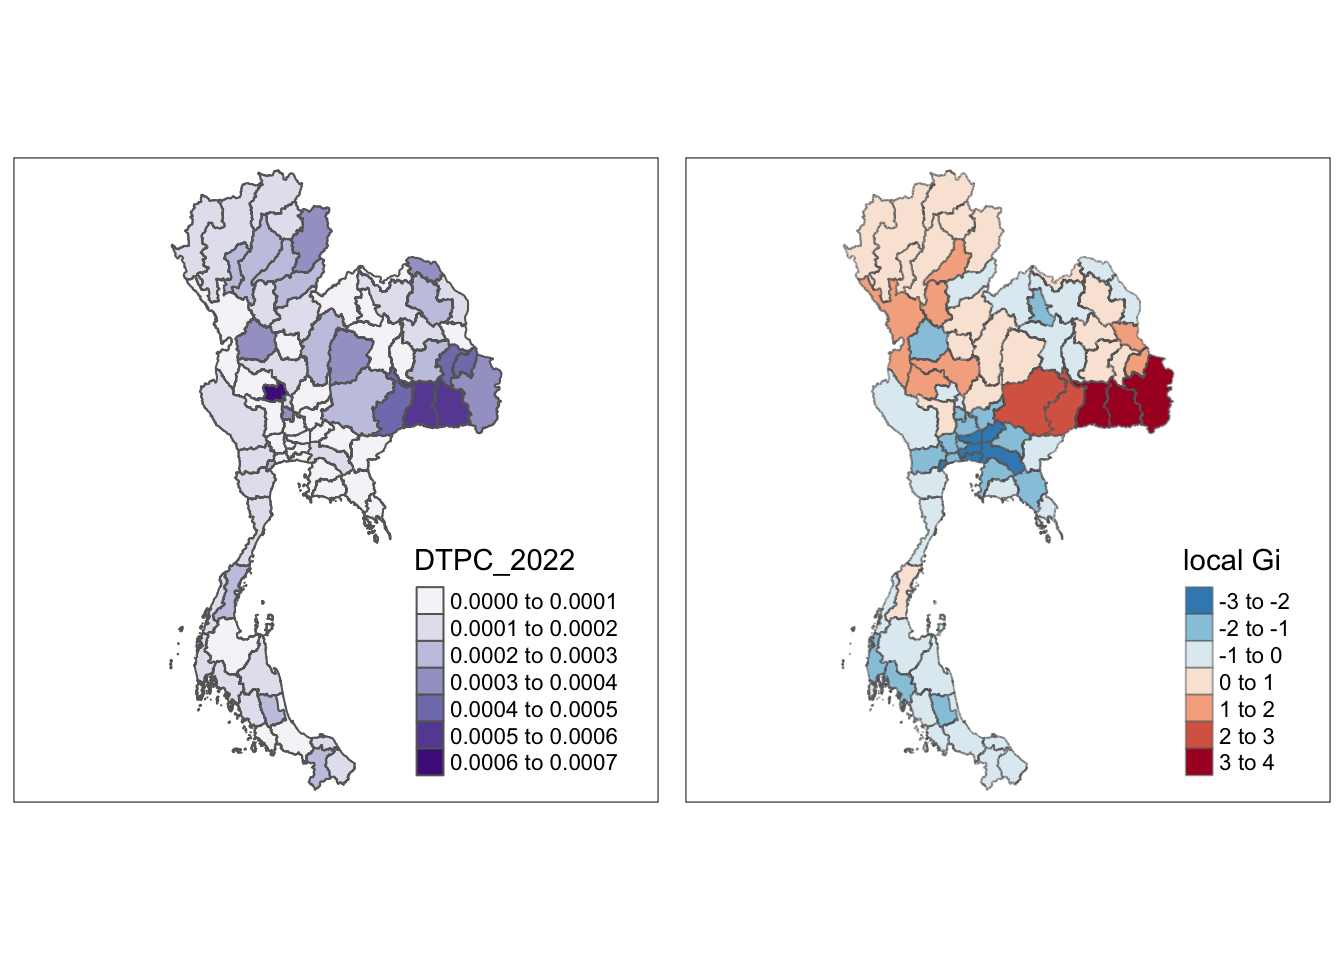 DTPC_2022
0.0000 to 0.0001
0.0001 to 0.0002
0.0002 to 0.0003
0.0003 to 0.0004
0.0004 to 0.0005
0.0005 to 0.0006
0.0006 to 0.0007
local Gi
-3 to -2
-2 to -1
-1 to 0
0 to 1
1 to 2
2 to 3
3 to 4